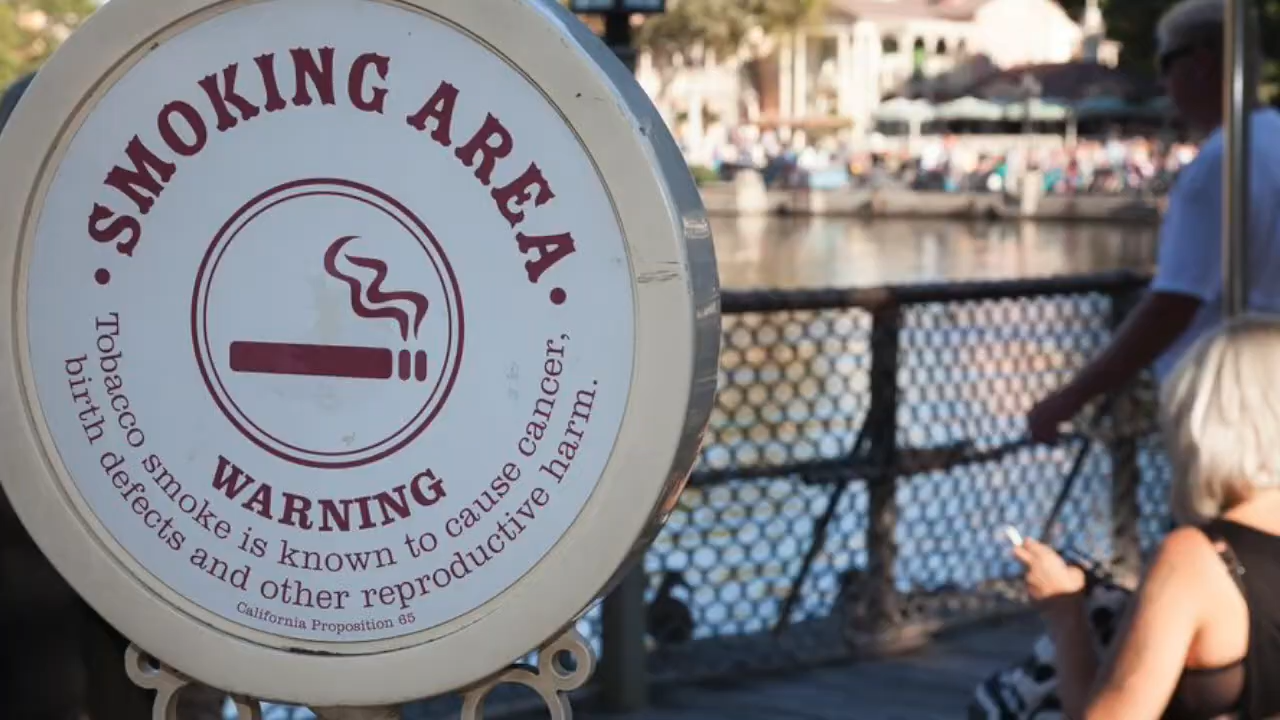 • SMOKING AREA •
WARNING
Tobacco smoke is known to cause cancer,
birth defects and other reproductive harm.
California Proposition 65